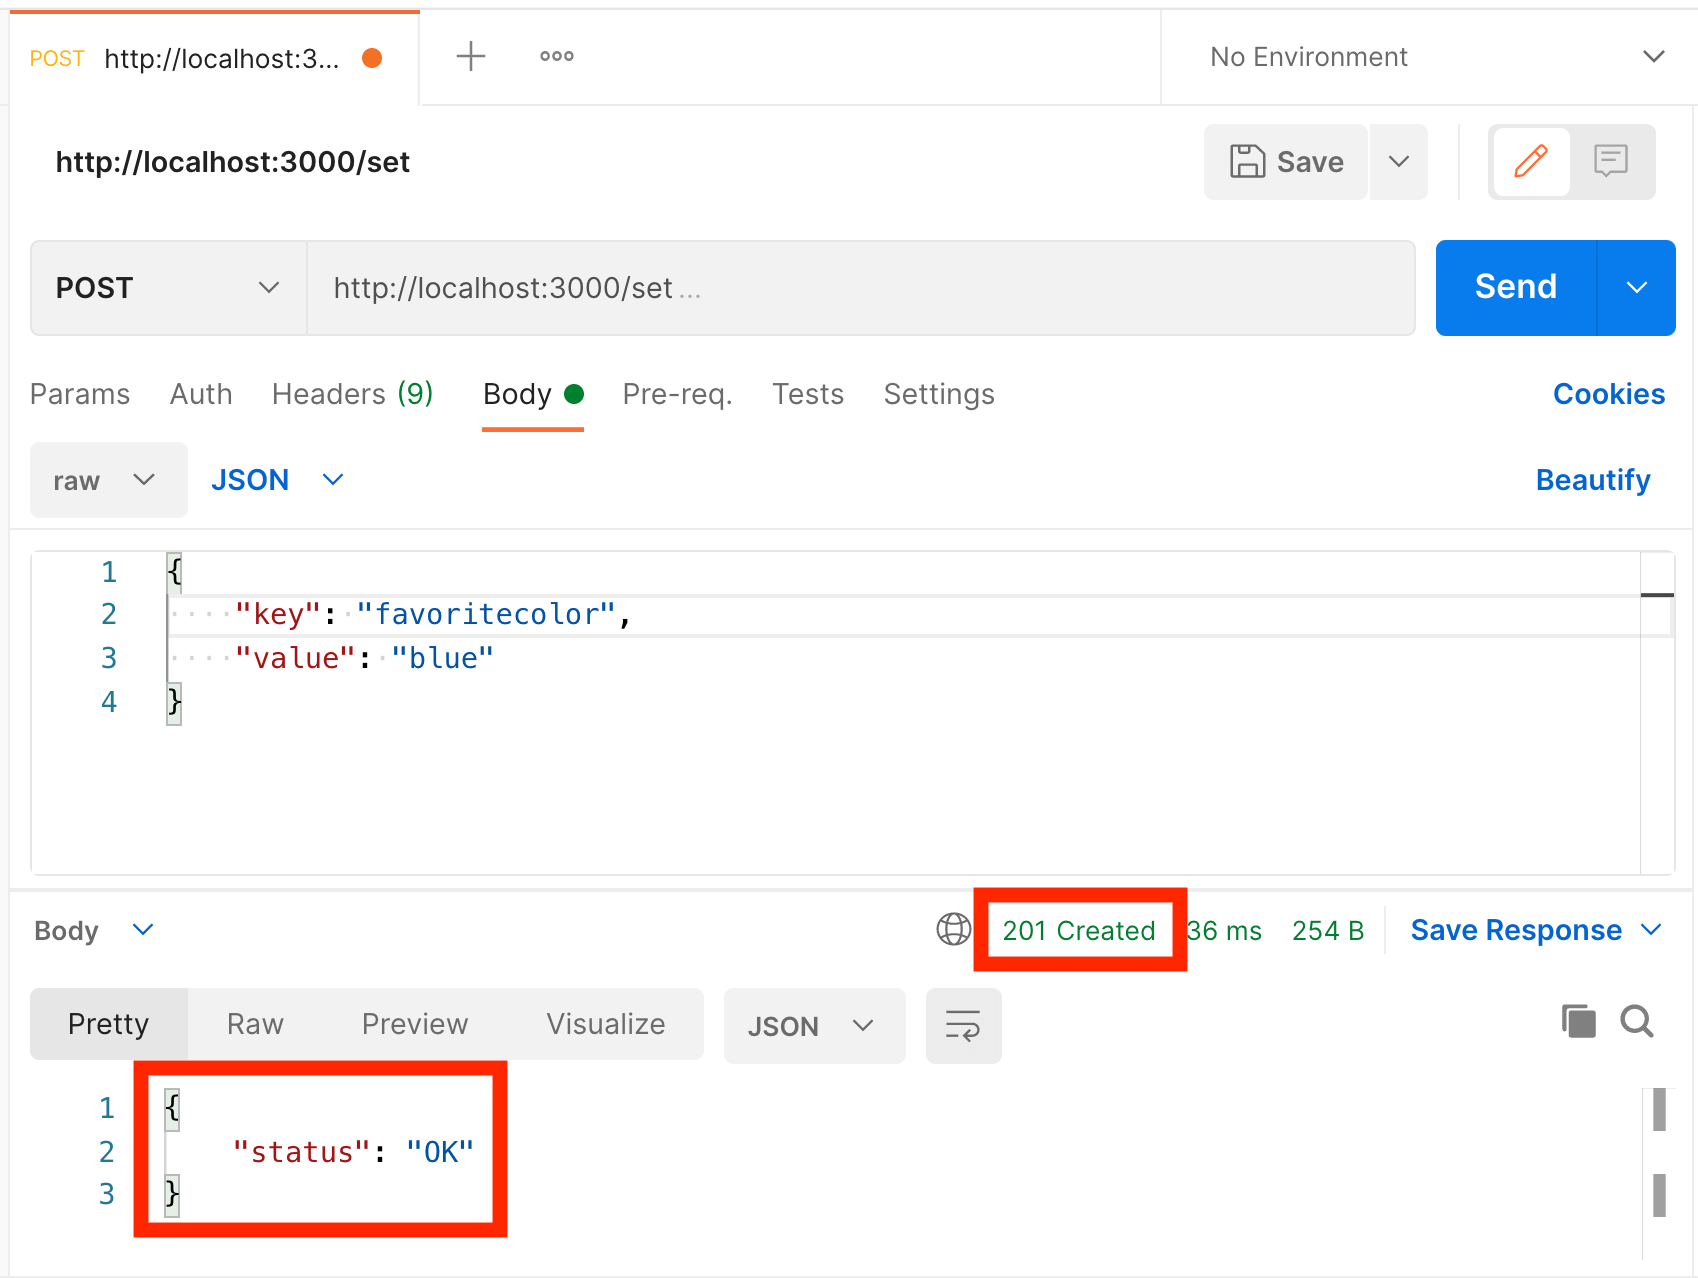 POST http://localhost:3... No Environment
http://localhost:3000/set Save
POST http://localhost:3000/set ... Send
Params Auth Headers (9) Body Pre-req. Tests Settings Cookies
raw JSON Beautify
1 {
2 "key": "favoritecolor",
3 "value": "blue"
4 }
Body 201 Created 36 ms 254 B Save Response
Pretty Raw Preview Visualize JSON
1 {
2 "status": "OK"
3 }